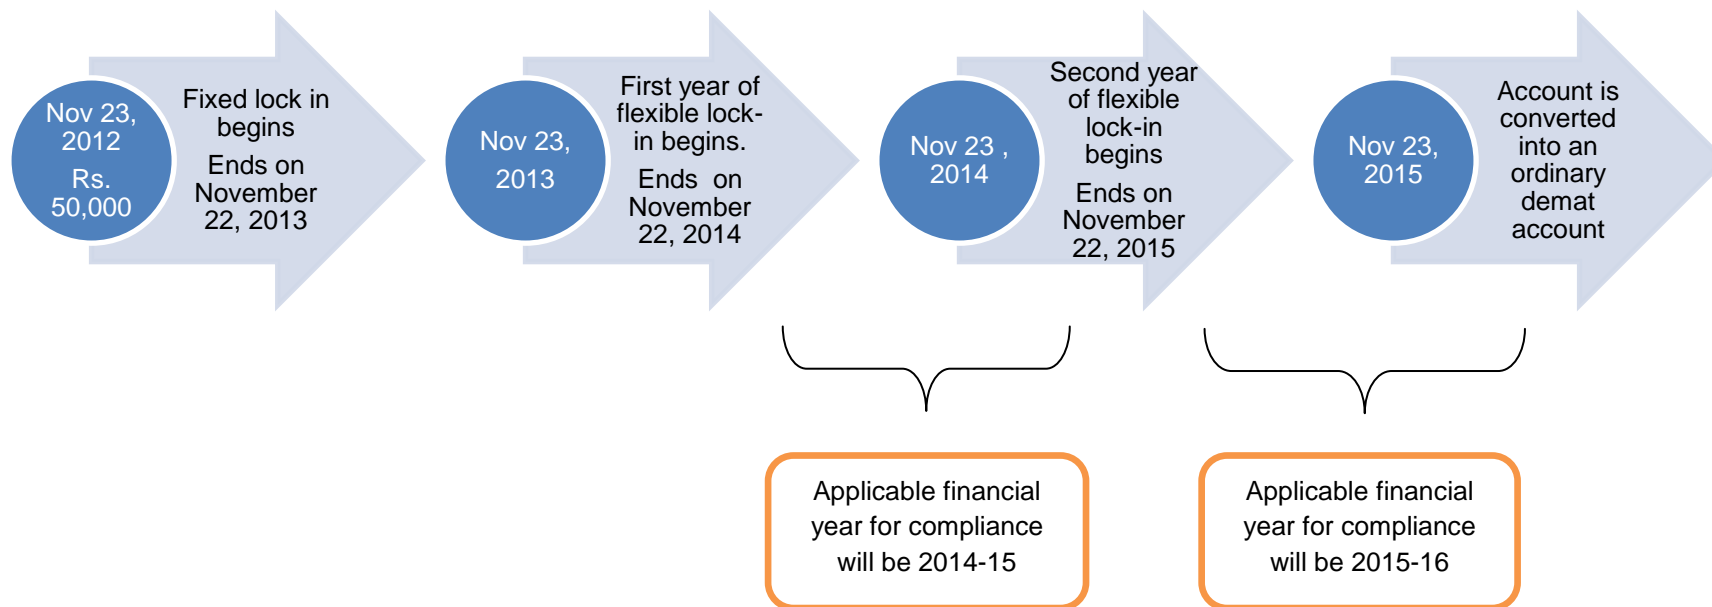 Nov 23,
2012
Rs.
50,000
Fixed lock in
begins
Ends on
November
22, 2013
Nov 23,
2013
First year of
flexible lock-
in begins.
Ends  on
November
22, 2014
Nov 23 ,
2014
Second year
of flexible
lock-in
begins
Ends on
November
22, 2015
Nov 23,
2015
Account is
converted
into an
ordinary
demat
account
Applicable financial
year for compliance
will be 2014-15
Applicable financial
year for compliance
will be 2015-16